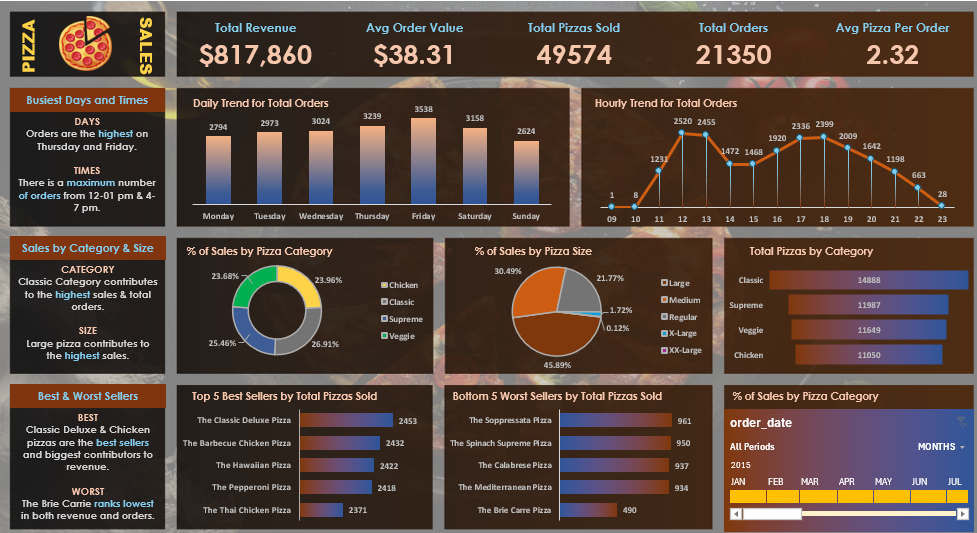 PIZZA
SALES
Total Revenue
$817,860
Avg Order Value
$38.31
Total Pizzas Sold
49574
Total Orders
21350
Avg Pizza Per Order
2.32
Busiest Days and Times
DAYS
Orders are the highest on
Thursday and Friday.
TIMES
There is a maximum number
of orders from 12-01 pm & 4-
7 pm.
Daily Trend for Total Orders
2794
2973
3024
3239
3538
3158
2624
Monday
Tuesday
Wednesday
Thursday
Friday
Saturday
Sunday
Hourly Trend for Total Orders
1
8
1231
2520
2455
1472
1468
1920
2336
2399
2009
1642
1198
663
28
09
10
11
12
13
14
15
16
17
18
19
20
21
22
23
Sales by Category & Size
CATEGORY
Classic Category contributes
to the highest sales & total
orders.
SIZE
Large pizza contributes to
the highest sales.
% of Sales by Pizza Category
23.68%
23.96%
25.46%
26.91%
Chicken
Classic
Supreme
Veggie
% of Sales by Pizza Size
30.49%
21.77%
1.72%
0.12%
45.89%
Large
Medium
Regular
X-Large
XX-Large
Total Pizzas by Category
Classic
14888
Supreme
11987
Veggie
11649
Chicken
11050
Best & Worst Sellers
BEST
Classic Deluxe & Chicken
pizzas are the best sellers
and biggest contributors to
revenue.
WORST
The Brie Carrie ranks lowest
in both revenue and orders.
Top 5 Best Sellers by Total Pizzas Sold
The Classic Deluxe Pizza
2453
The Barbecue Chicken Pizza
2432
The Hawaiian Pizza
2422
The Pepperoni Pizza
2418
The Thai Chicken Pizza
2371
Bottom 5 Worst Sellers by Total Pizzas Sold
The Soppressata Pizza
961
The Spinach Supreme Pizza
950
The Calabrese Pizza
937
The Mediterranean Pizza
934
The Brie Carre Pizza
490
% of Sales by Pizza Category
order_date
All Periods
MONTHS
2015
JAN
FEB
MAR
APR
MAY
JUN
JUL